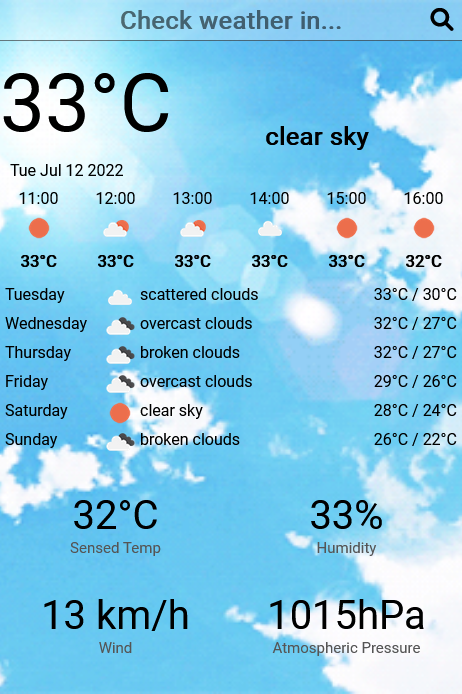 Check weather in...
33°C
clear sky
Tue Jul 12 2022
11:00 12:00 13:00 14:00 15:00 16:00
33°C 33°C 33°C 33°C 33°C 32°C
Tuesday scattered clouds 33°C / 30°C
Wednesday overcast clouds 32°C / 27°C
Thursday broken clouds 32°C / 27°C
Friday overcast clouds 29°C / 26°C
Saturday clear sky 28°C / 24°C
Sunday broken clouds 26°C / 22°C
32°C 33%
Sensed Temp Humidity
13 km/h 1015hPa
Wind Atmospheric Pressure